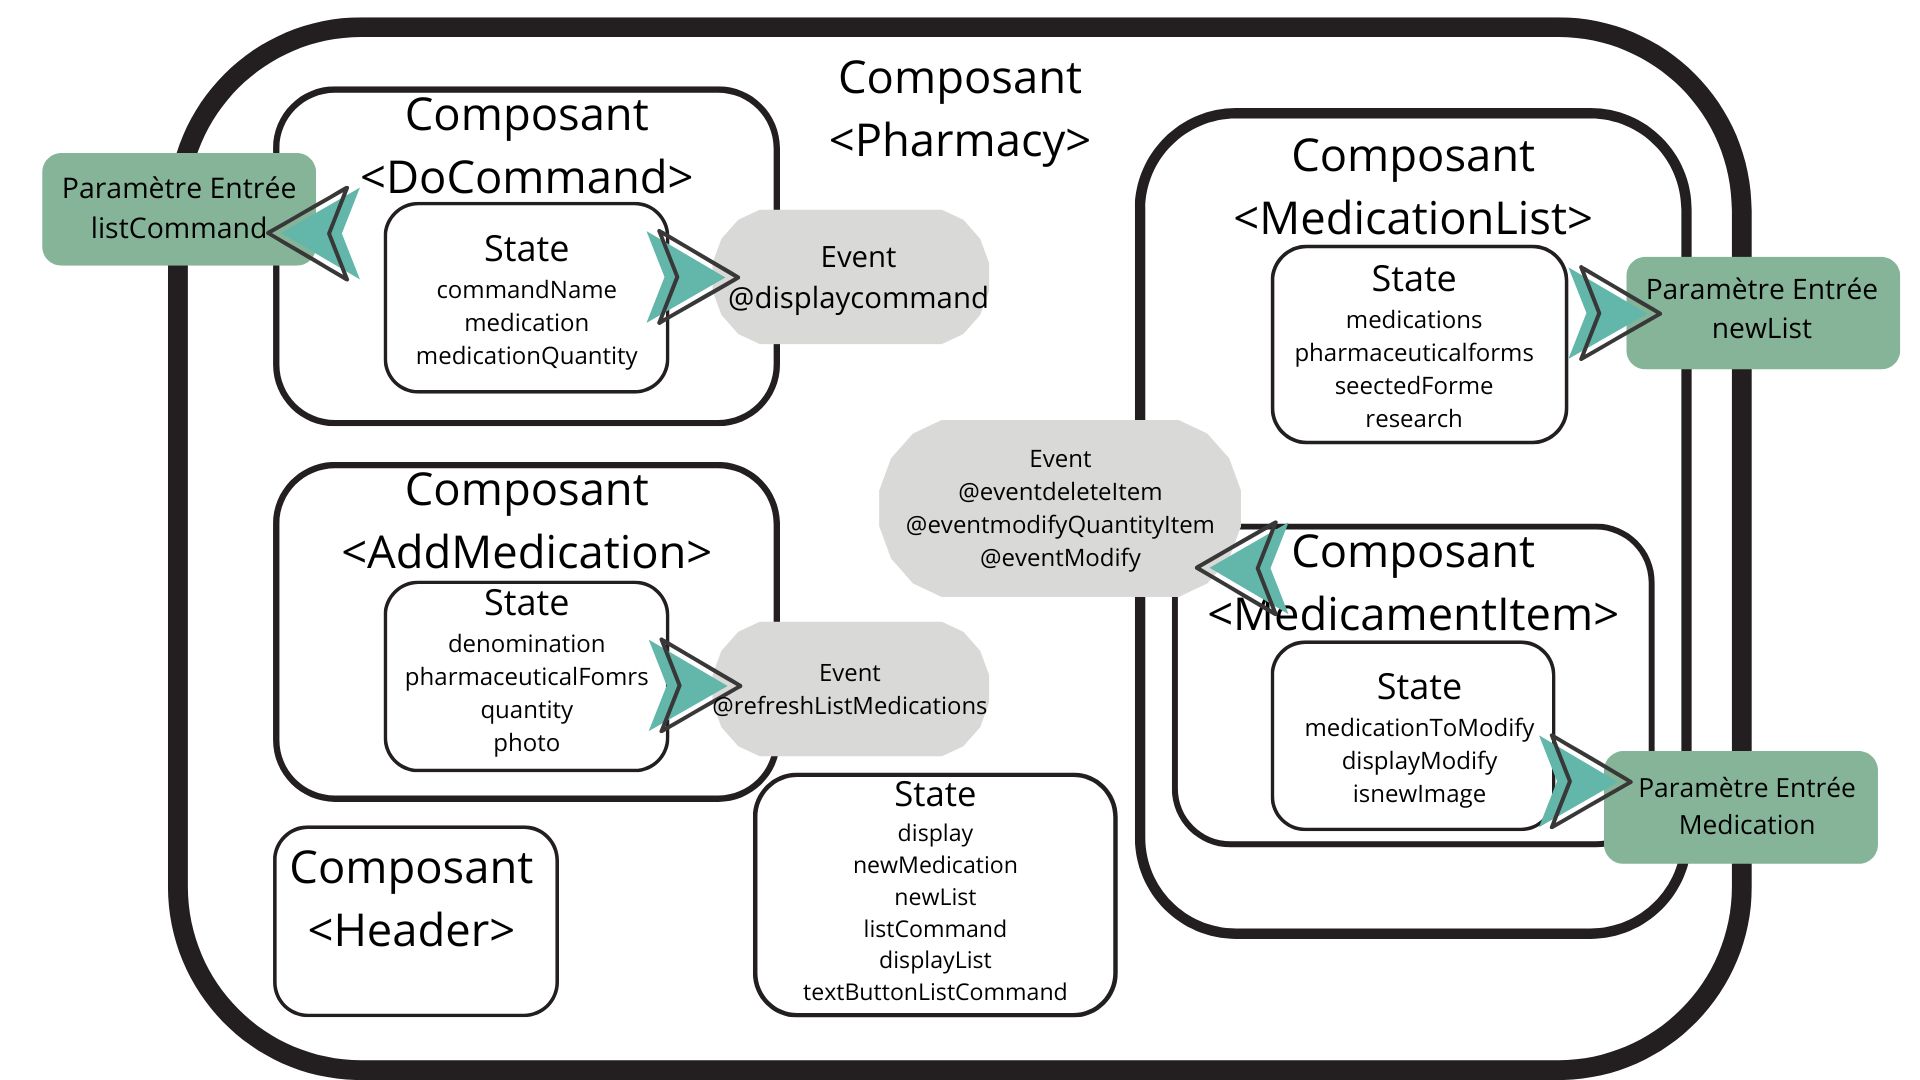 Composant
<Pharmacy>
Composant
<DoCommand>
Paramètre Entrée
listCommand
State
commandName
medication
medicationQuantity
Event
@displaycommand
Composant
<MedicationList>
State
medications
pharmaceuticalforms
seectedForme
research
Paramètre Entrée
newList
Event
@eventdeleteItem
@eventmodifyQuantityItem
@eventModify
Composant
<AddMedication>
State
denomination
pharmaceuticalFomrs
quantity
photo
Event
@refreshListMedications
Composant
<MedicamentItem>
State
medicationToModify
displayModify
isnewImage
Paramètre Entrée
Medication
Composant
<Header>
State
display
newMedication
newList
listCommand
displayList
textButtonListCommand